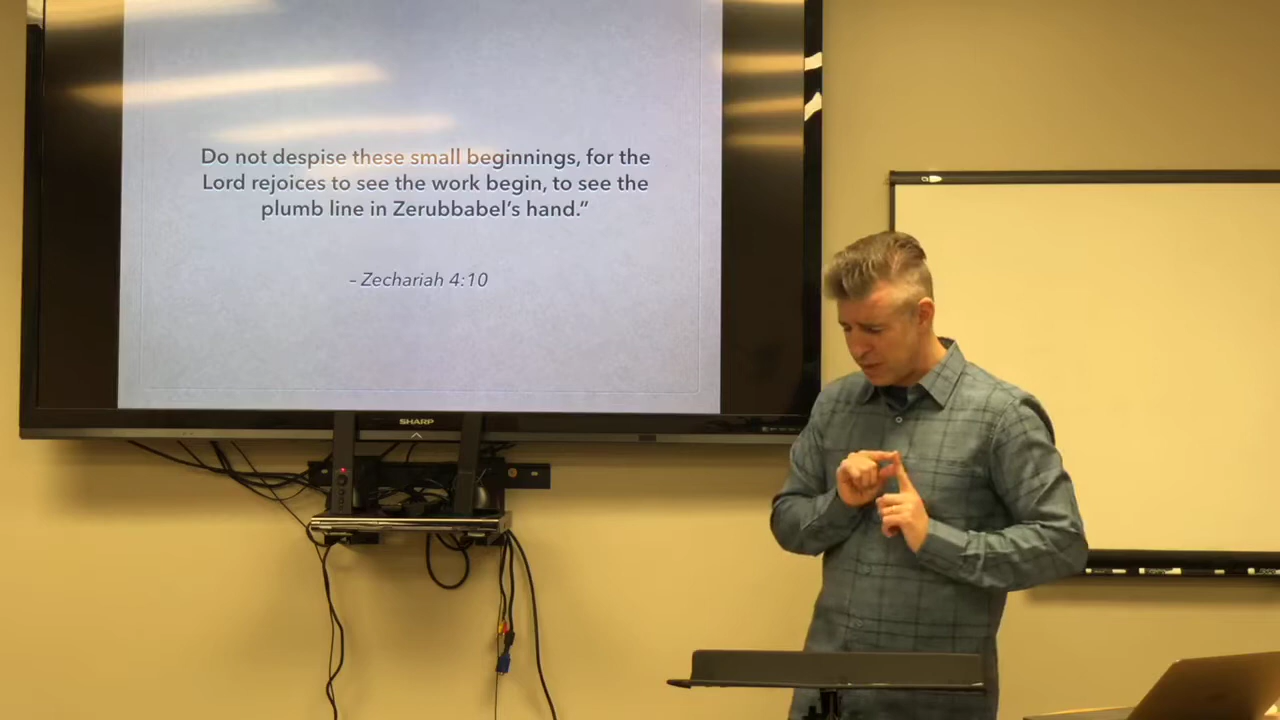 Do not despise these small beginnings, for the
Lord rejoices to see the work begin, to see the
plumb line in Zerubbabel’s hand.”
– Zechariah 4:10
SHARP